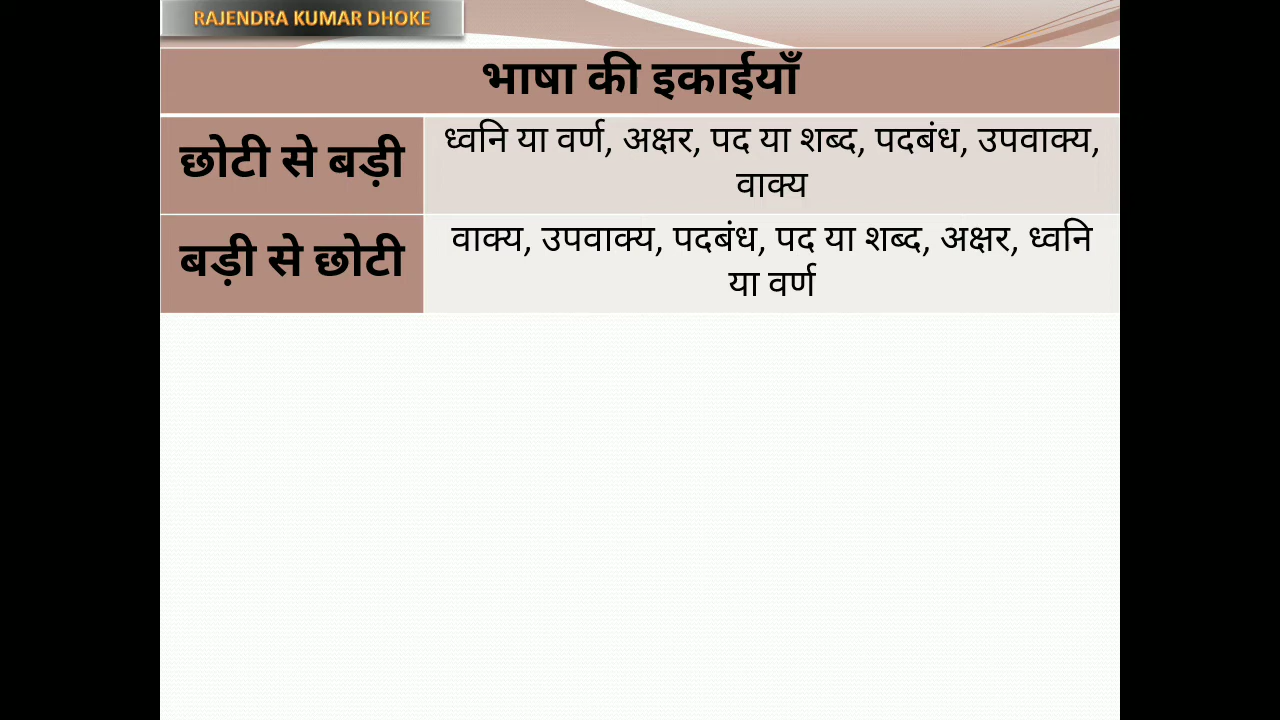 RAJENDRA KUMAR DHOKE
भाषा की इकाईयाँ
छोटी से बड़ी
ध्वनि या वर्ण, अक्षर, पद या शब्द, पदबंध, उपवाक्य,
वाक्य
बड़ी से छोटी
वाक्य, उपवाक्य, पदबंध, पद या शब्द, अक्षर, ध्वनि
या वर्ण